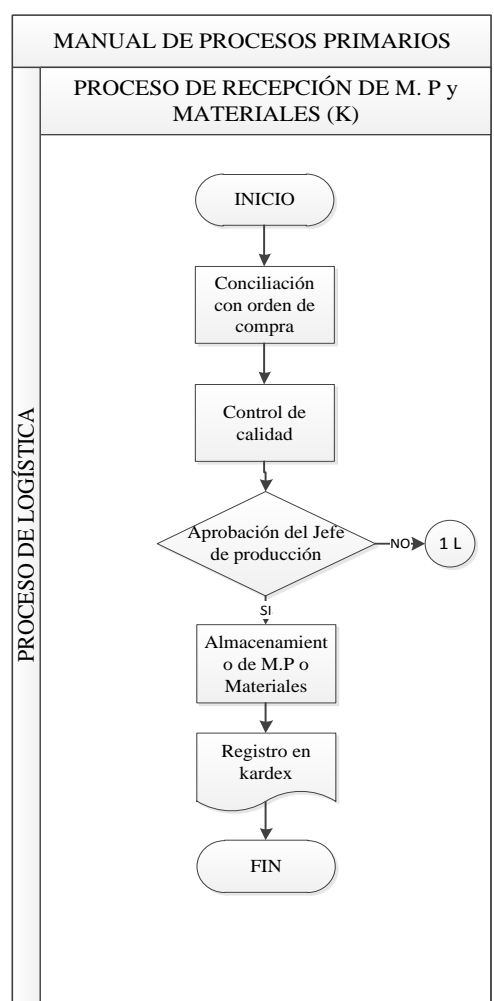 MANUAL DE PROCESOS PRIMARIOS
PROCESO DE RECEPCIÓN DE M. P y
MATERIALES (K)
PROCESO DE LOGÍSTICA
INICIO
Conciliación
con orden de
compra
Control de
calidad
Aprobación del Jefe
de producción
NO
1 L
SI
Almacenamient
o de M.P o
Materiales
Registro en
kardex
FIN